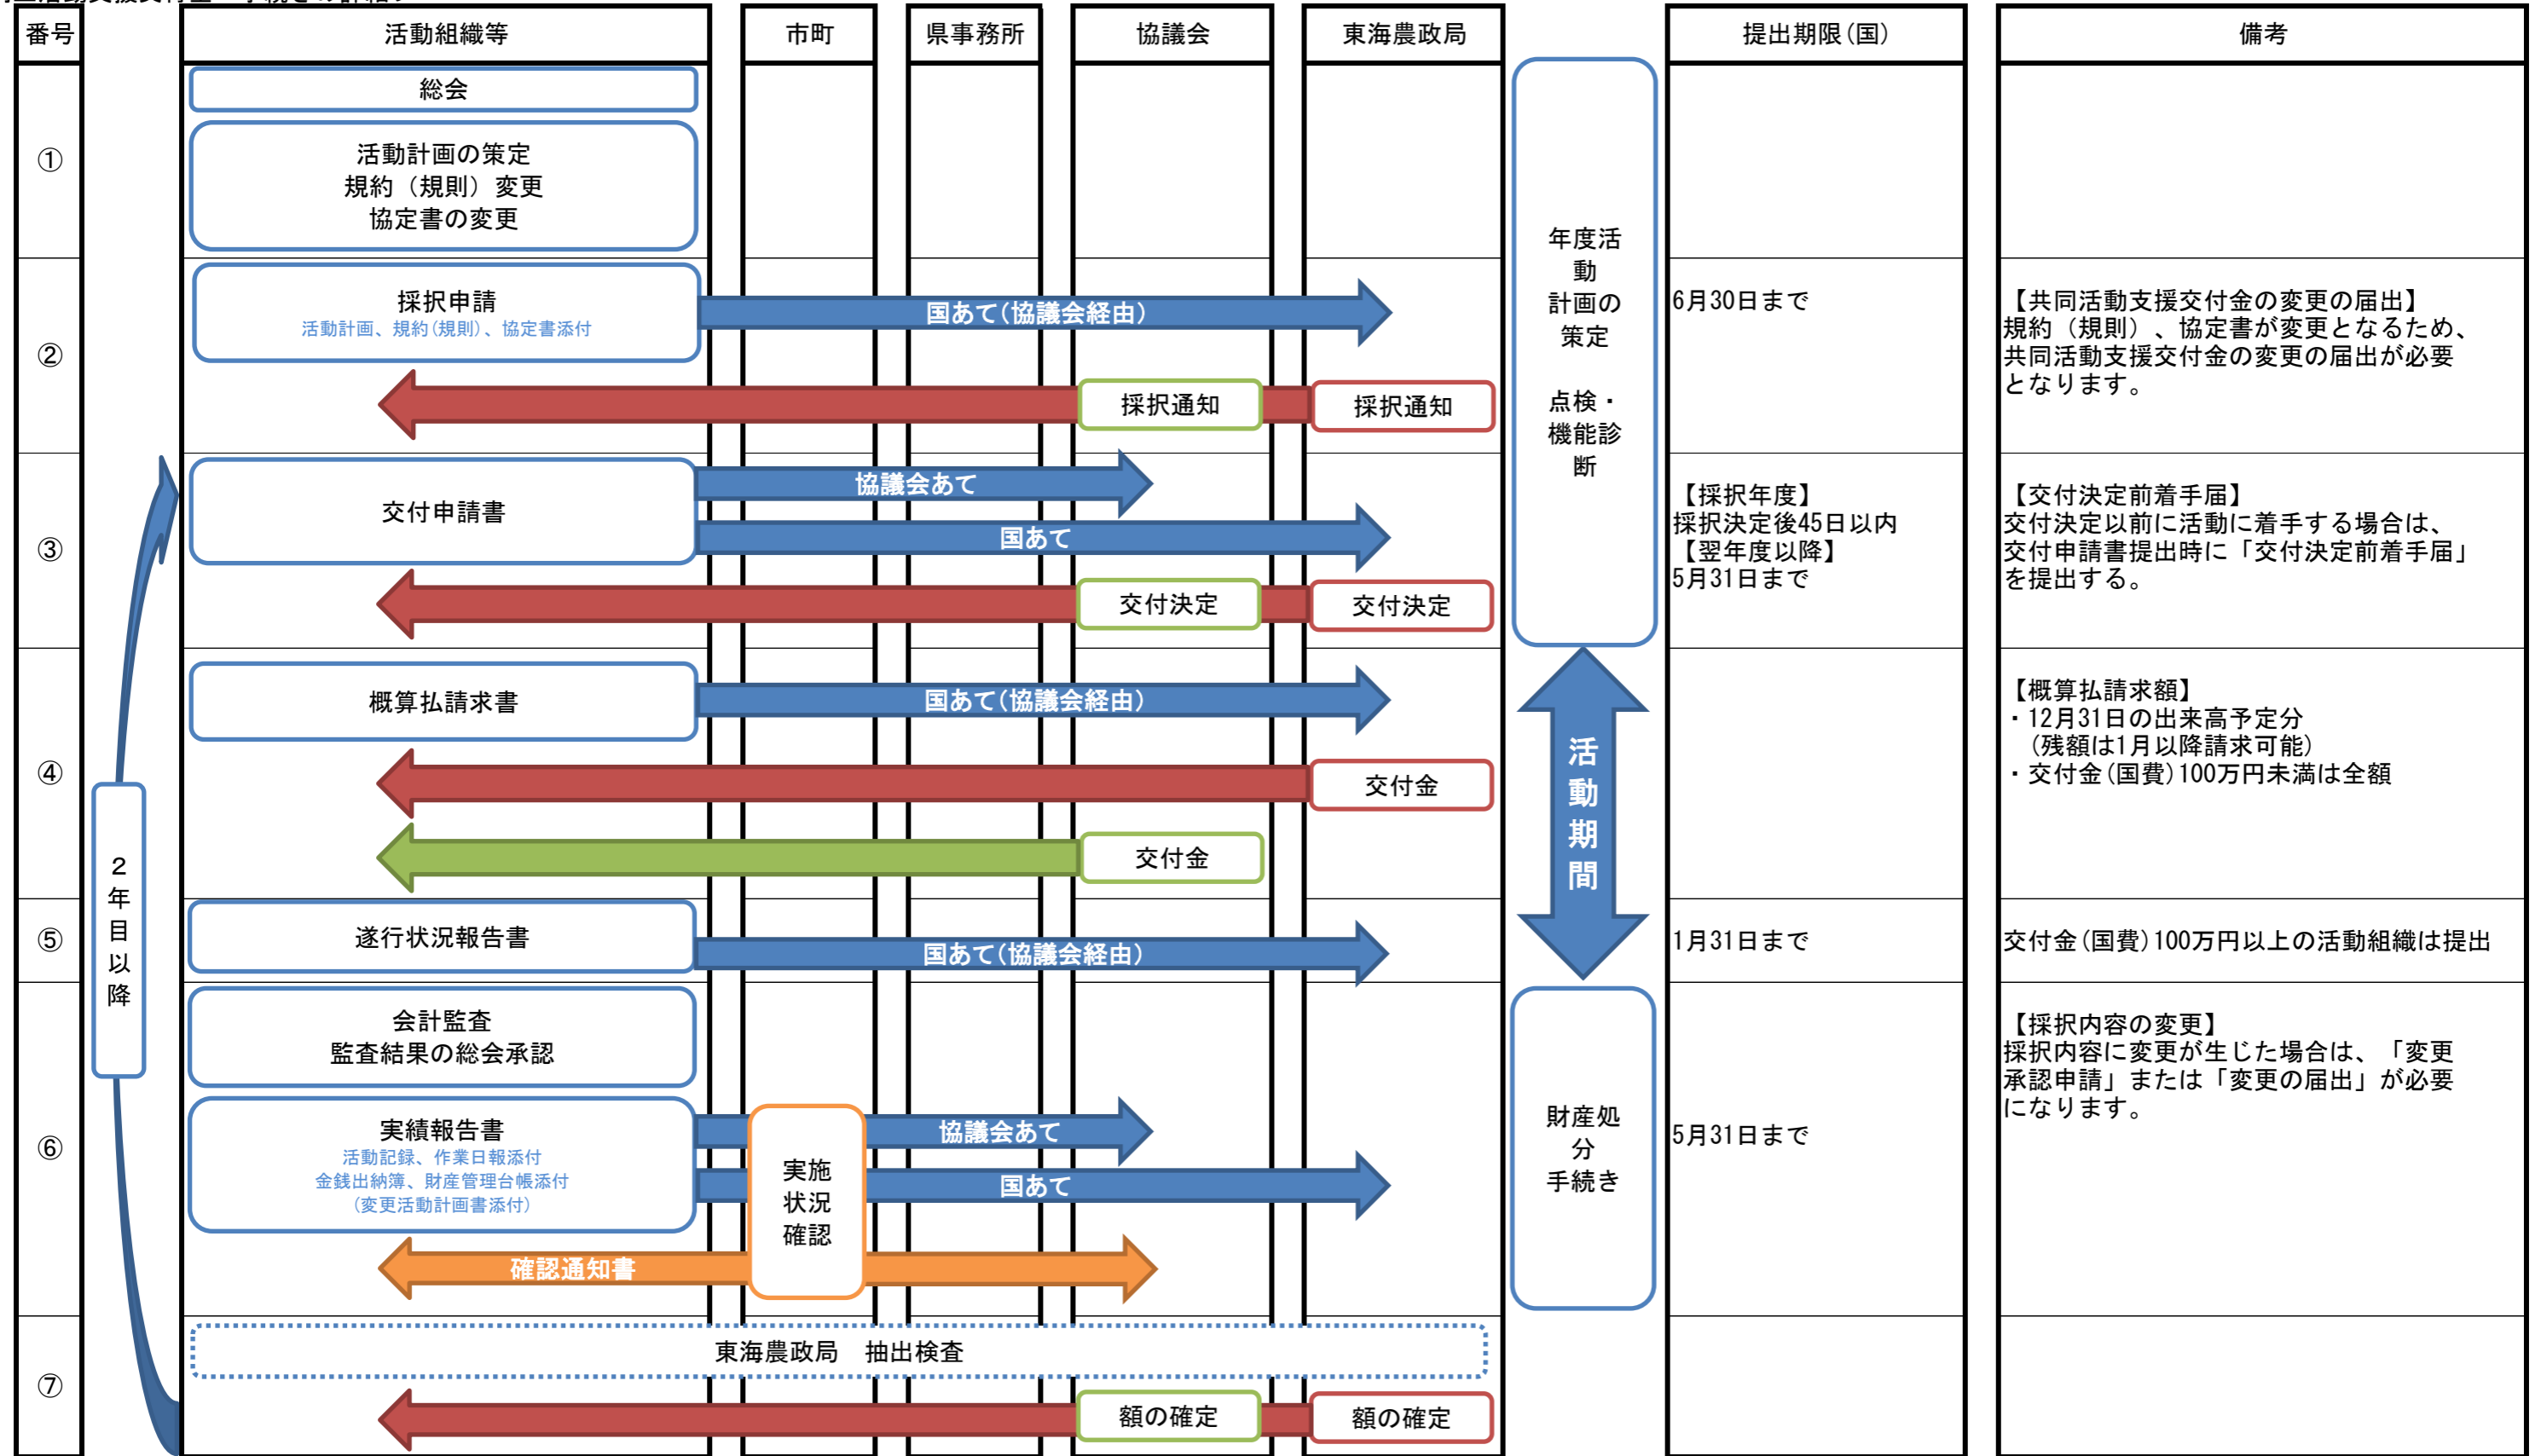 番号
活動組織等
市町
県事務所
協議会
東海農政局
提出期限(国)
備考
①
総会
活動計画の策定
規約（規則）変更
協定書の変更
年度活
動
計画の
策定
点検・
機能診
断
②
採択申請
活動計画、規約(規則)、協定書添付
国あて(協議会経由)
採択通知
採択通知
6月30日まで
【共同活動支援交付金の変更の届出】
規約（規則）、協定書が変更となるため、
共同活動支援交付金の変更の届出が必要
となります。
③
交付申請書
協議会あて
国あて
交付決定
交付決定
【採択年度】
採択決定後45日以内
【翌年度以降】
5月31日まで
【交付決定前着手届】
交付決定以前に活動に着手する場合は、
交付申請書提出時に「交付決定前着手届」
を提出する。
④
概算払請求書
国あて(協議会経由)
交付金
交付金
活
動
期
間
【概算払請求額】
・12月31日の出来高予定分
(残額は1月以降請求可能)
・交付金(国費)100万円未満は全額
2
年
目
以
降
⑤
遂行状況報告書
国あて(協議会経由)
1月31日まで
交付金(国費)100万円以上の活動組織は提出
⑥
会計監査
監査結果の総会承認
実績報告書
活動記録、作業日報添付
金銭出納簿、財産管理台帳添付
(変更活動計画書添付)
協議会あて
国あて
実施
状況
確認
確認通知書
財産処
分
手続き
5月31日まで
【採択内容の変更】
採択内容に変更が生じた場合は、「変更
承認申請」または「変更の届出」が必要
になります。
⑦
東海農政局　抽出検査
額の確定
額の確定